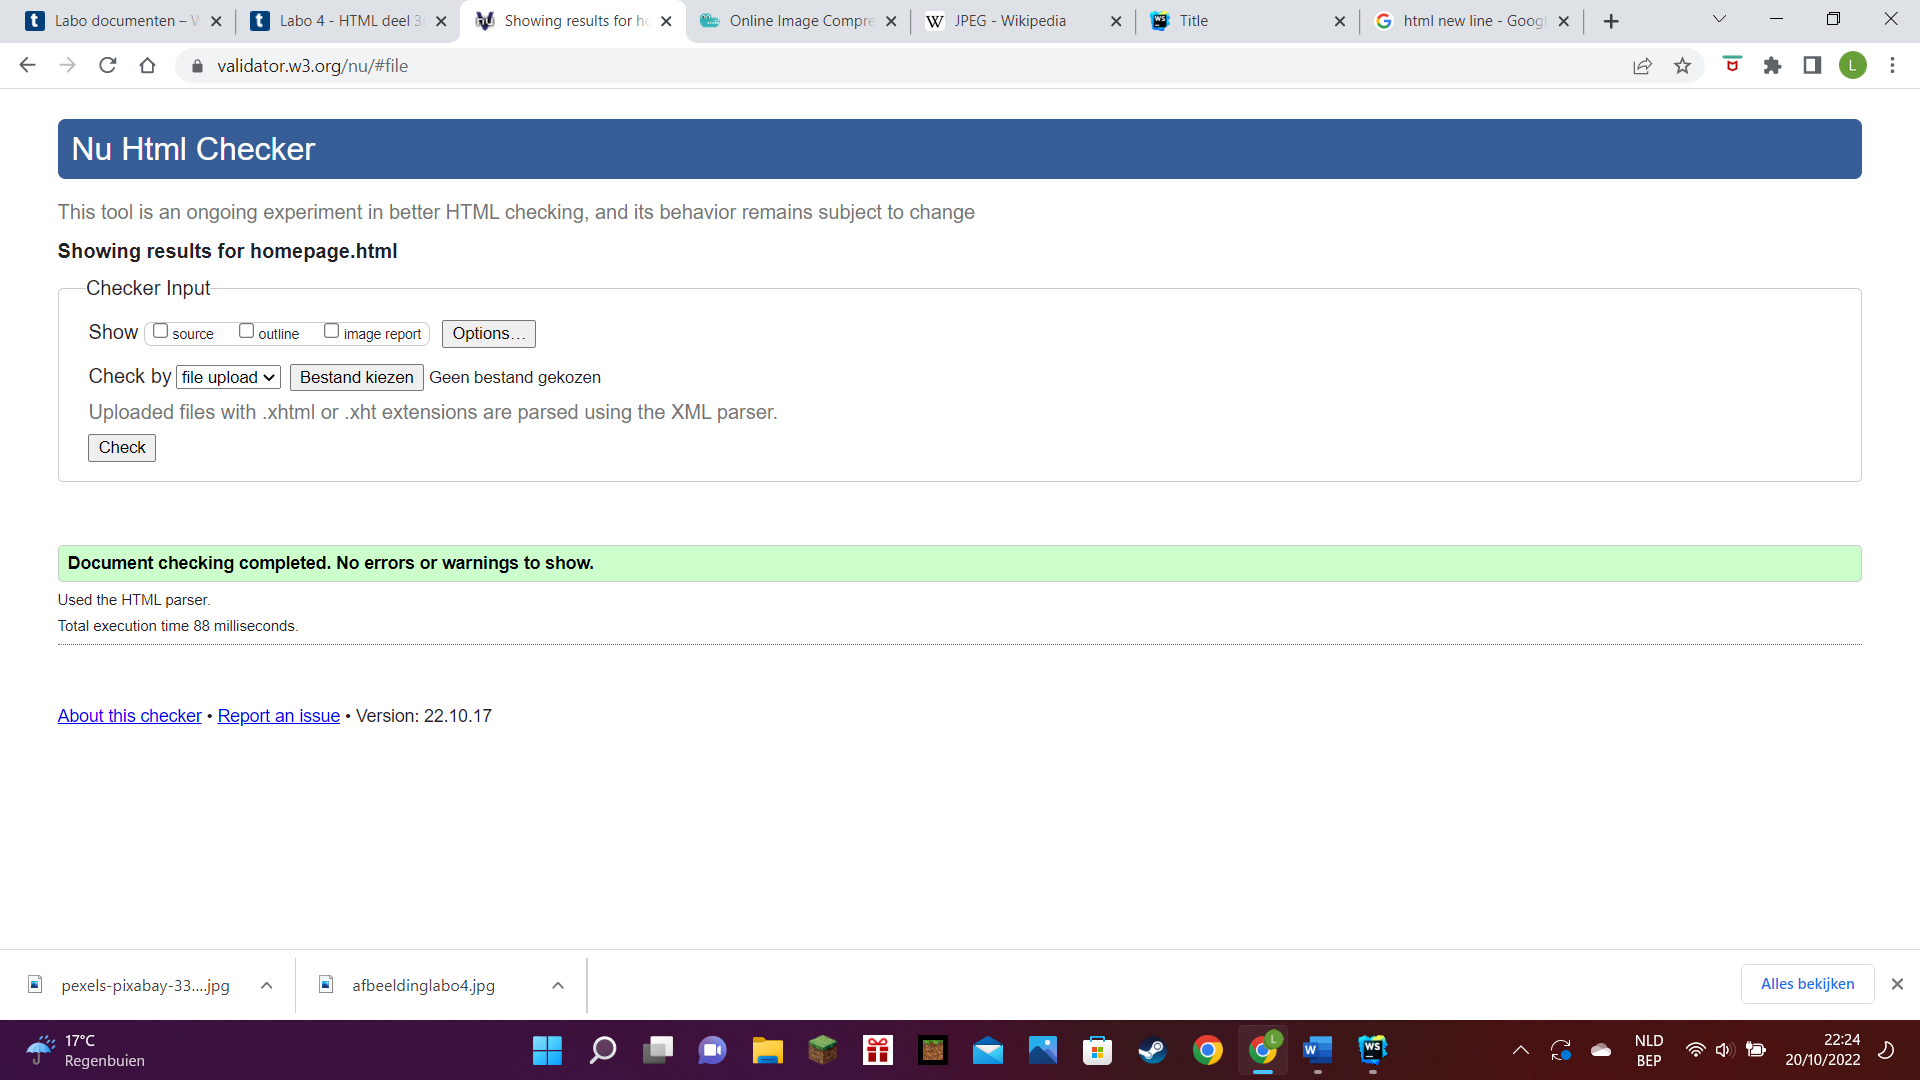 Labo documenten – W
Labo 4 - HTML deel 3
Showing results for ho
Online Image Compre
JPEG - Wikipedia
Title
html new line - Googl
validator.w3.org/nu/#file
L
Nu Html Checker
This tool is an ongoing experiment in better HTML checking, and its behavior remains subject to change
Showing results for homepage.html
Checker Input
Show source outline image report Options...
Check by file upload Bestand kiezen Geen bestand gekozen
Uploaded files with .xhtml or .xht extensions are parsed using the XML parser.
Check
Document checking completed. No errors or warnings to show.
Used the HTML parser.
Total execution time 88 milliseconds.
About this checker • Report an issue • Version: 22.10.17
pexels-pixabay-33....jpg
afbeeldinglabo4.jpg
Alles bekijken
17°C
Regenbuien
NLD
BEP
22:24
20/10/2022